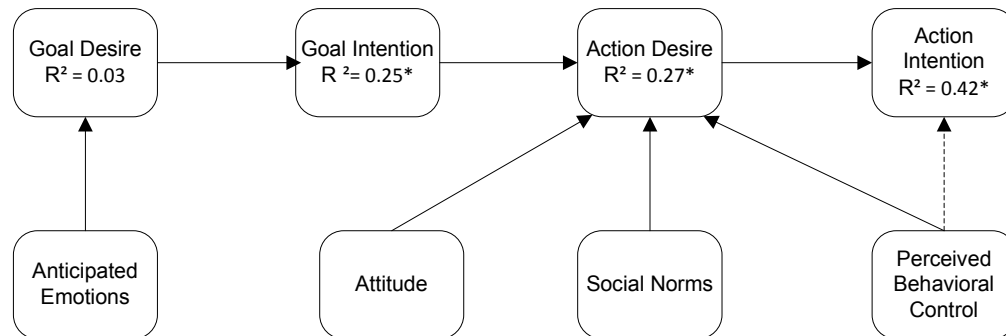 Goal Desire
R² = 0.03
Goal Intention
R ²= 0.25*
Action Desire
R² = 0.27*
Action
Intention
R² = 0.42*
Anticipated
Emotions
Attitude
Social Norms
Perceived
Behavioral
Control